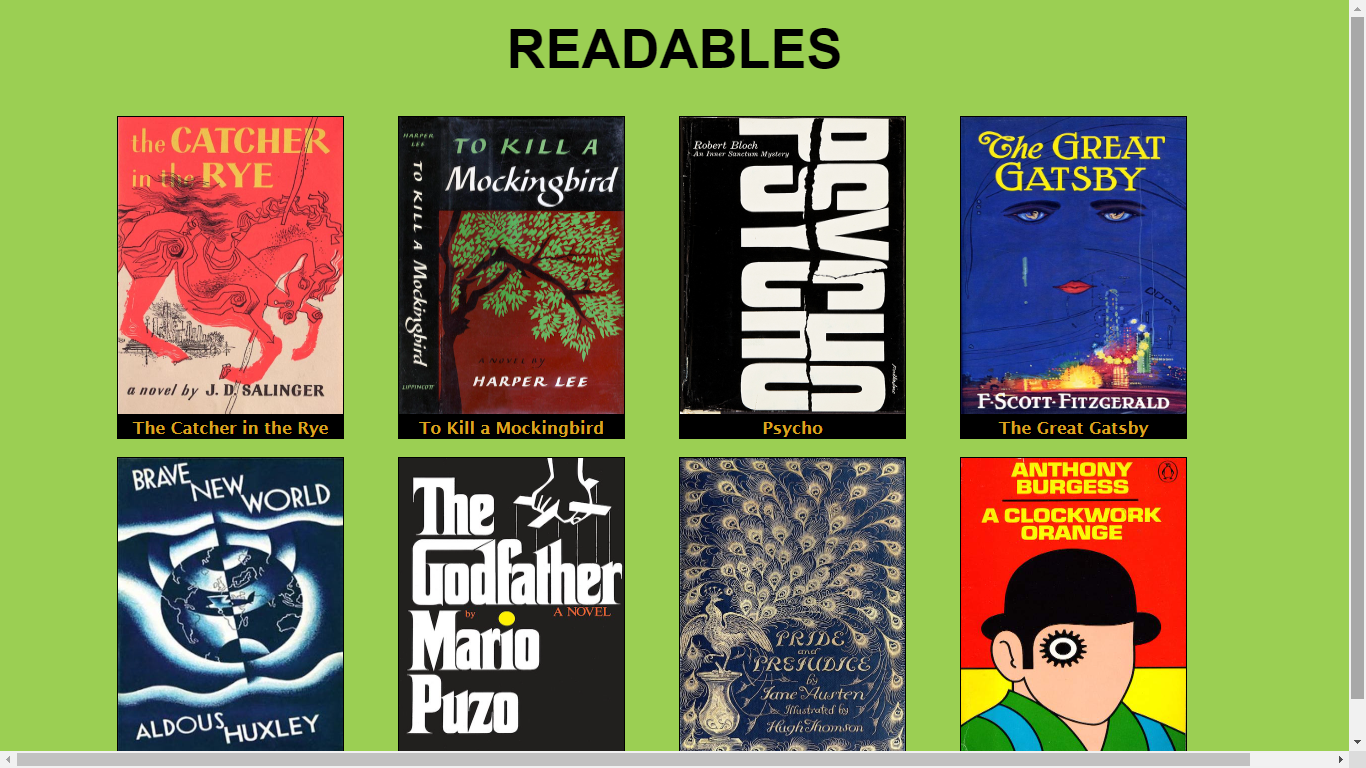 READABLES
the CATCHER
in the RYE
a novel by J. D. SALINGER
The Catcher in the Rye
HARPER
LEE
TO KILL A Mockingbird
LIPPINCOTT
TO KILL A
Mockingbird
A NOVEL BY
HARPER LEE
To Kill a Mockingbird
Robert Bloch
An Inner Sanctum Mystery
PSYCHO
Psycho
The GREAT
GATSBY
F·SCOTT·FITZGERALD
The Great Gatsby
BRAVE NEW WORLD
ALDOUS HUXLEY
The
Godfather
by A NOVEL
Mario
Puzo
PRIDE
and
PREJUDICE
by
Jane Austen
Illustrated by
Hugh Thomson
ANTHONY
BURGESS
A CLOCKWORK
ORANGE